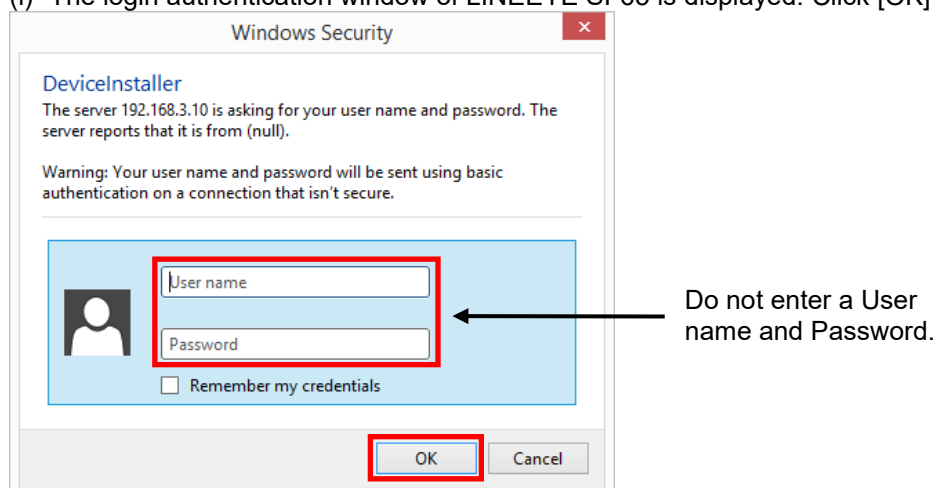 The login authentication window of LINEEYE SI-65 is displayed. Click [OK]
Windows Security
DeviceInstaller
The server 192.168.3.10 is asking for your user name and password. The
server reports that it is from (null).
Warning: Your user name and password will be sent using basic
authentication on a connection that isn't secure.
User name
Do not enter a User
name and Password.
Password
Remember my credentials
OK Cancel